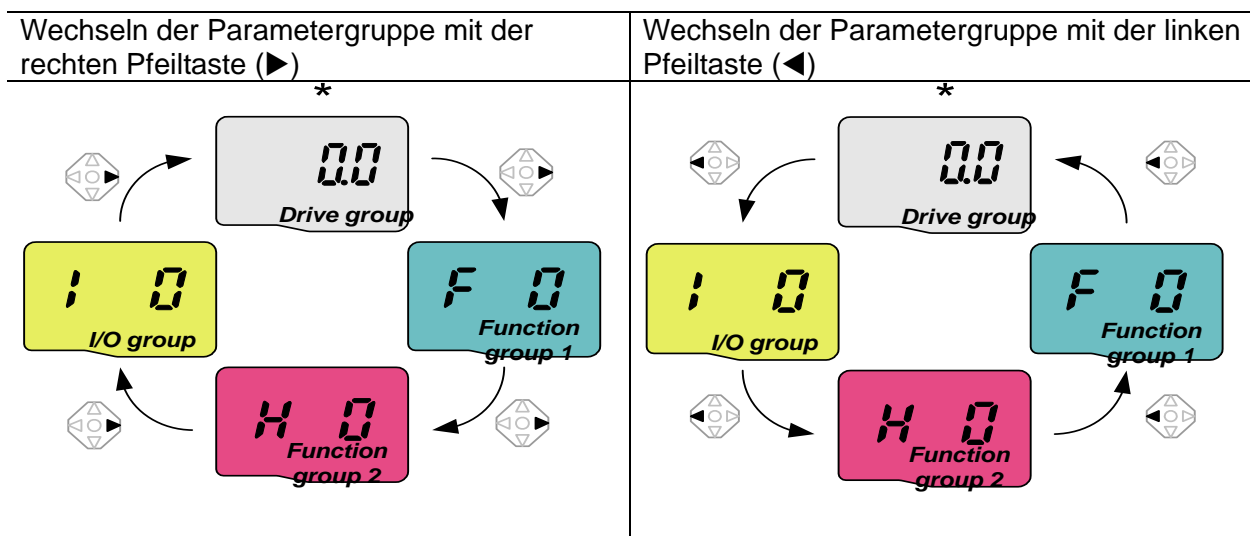 Wechseln der Parametergruppe mit der
rechten Pfeiltaste (►)
Wechseln der Parametergruppe mit der linken
Pfeiltaste (◄)
*
0.0
Drive group
I 0
I/O group
F 0
Function
group 1
H 0
Function
group 2
*
0.0
Drive group
I 0
I/O group
F 0
Function
group 1
H 0
Function
group 2